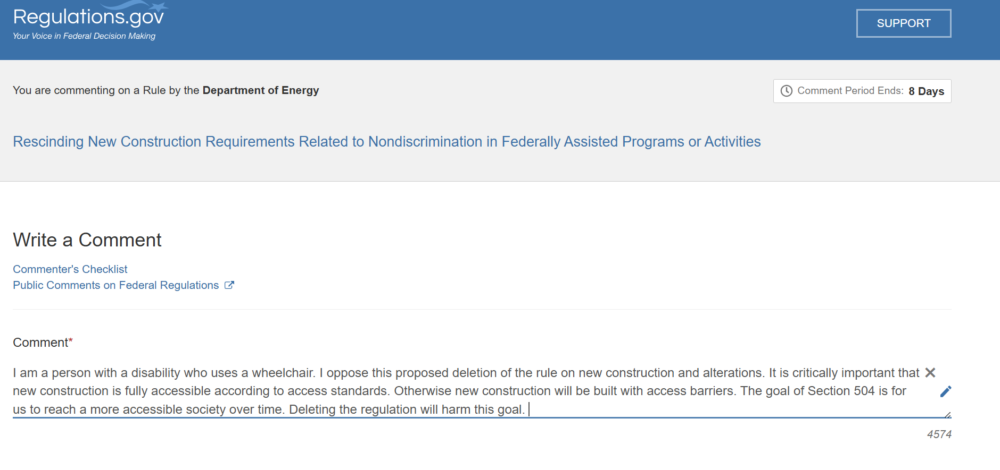 Regulations.gov
Your Voice in Federal Decision Making
SUPPORT
You are commenting on a Rule by the Department of Energy
Comment Period Ends: 8 Days
Rescinding New Construction Requirements Related to Nondiscrimination in Federally Assisted Programs or Activities
Write a Comment
Commenter's Checklist
Public Comments on Federal Regulations
Comment*
I am a person with a disability who uses a wheelchair. I oppose this proposed deletion of the rule on new construction and alterations. It is critically important that
new construction is fully accessible according to access standards. Otherwise new construction will be built with access barriers. The goal of Section 504 is for
us to reach a more accessible society over time. Deleting the regulation will harm this goal.
4574